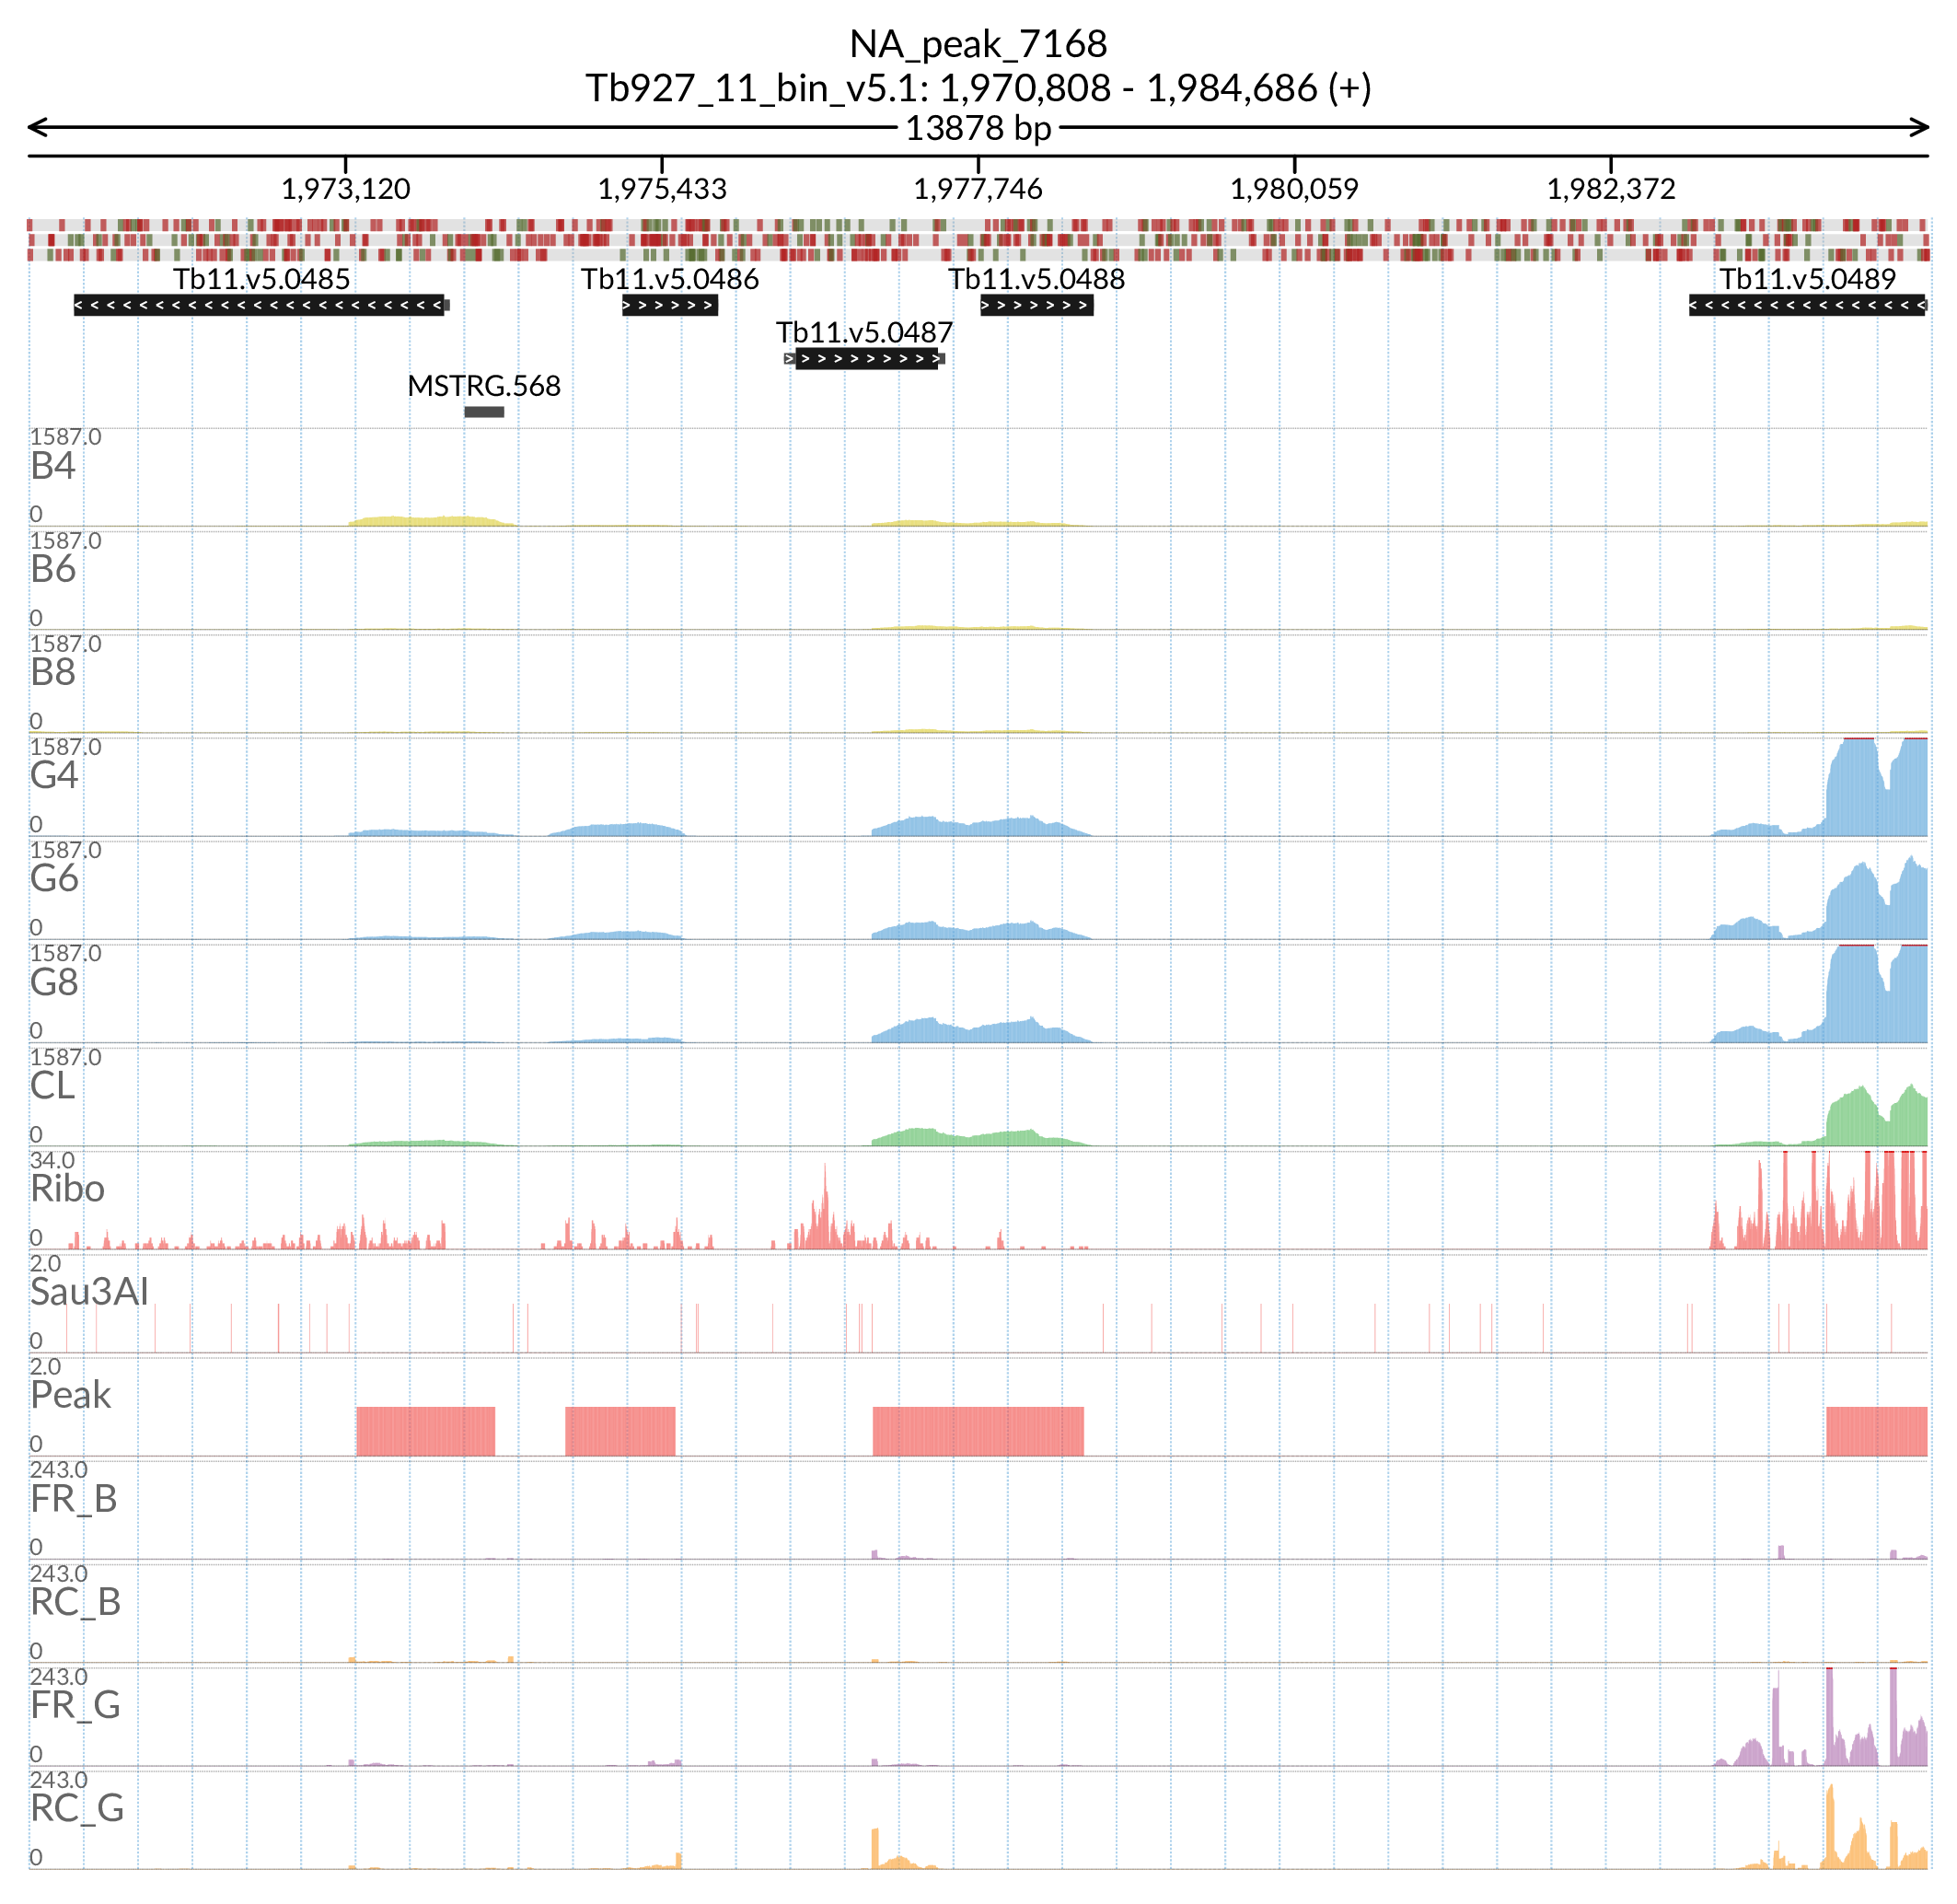 NA_peak_7168
Tb927_11_bin_v5.1: 1,970,808 - 1,984,686 (+)
13878 bp
1,973,120 1,975,433 1,977,746 1,980,059 1,982,372
Tb11.v5.0485 Tb11.v5.0486 Tb11.v5.0488 Tb11.v5.0489
Tb11.v5.0487
MSTRG.568
1587.0
B4
0
1587.0
B6
0
1587.0
B8
0
1587.0
G4
0
1587.0
G6
0
1587.0
G8
0
1587.0
CL
0
34.0
Ribo
0
2.0
Sau3AI
0
2.0
Peak
0
243.0
FR_B
0
243.0
RC_B
0
243.0
FR_G
0
243.0
RC_G
0